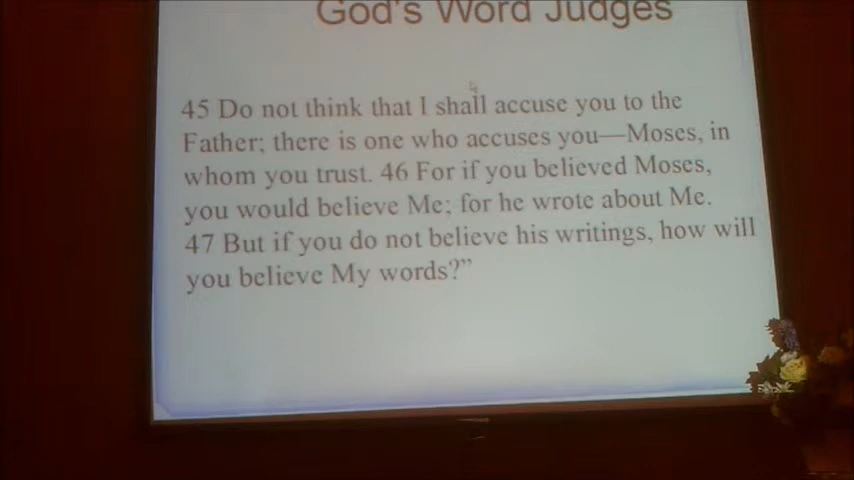 God's Word Judges
45 Do not think that I shall accuse you to the
Father; there is one who accuses you—Moses, in
whom you trust. 46 For if you believed Moses,
you would believe Me; for he wrote about Me.
47 But if you do not believe his writings, how will
you believe My words?”